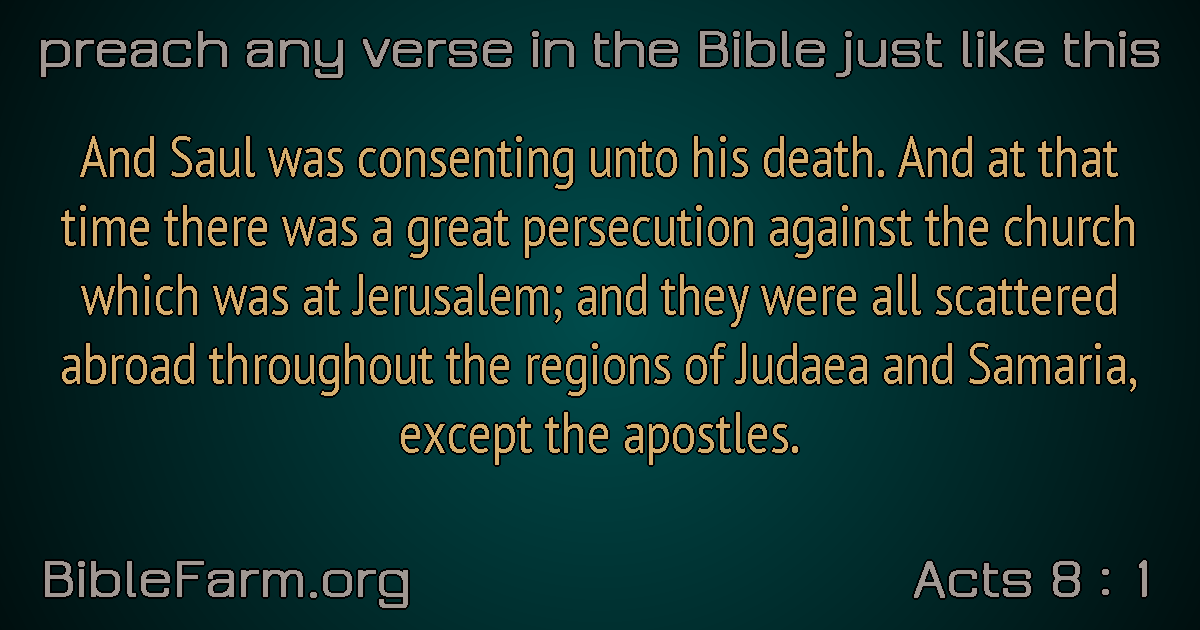 preach any verse in the Bible just like this
And Saul was consenting unto his death. And at that
time there was a great persecution against the church
which was at Jerusalem; and they were all scattered
abroad throughout the regions of Judaea and Samaria,
except the apostles.
BibleFarm.org
Acts 8 : 1